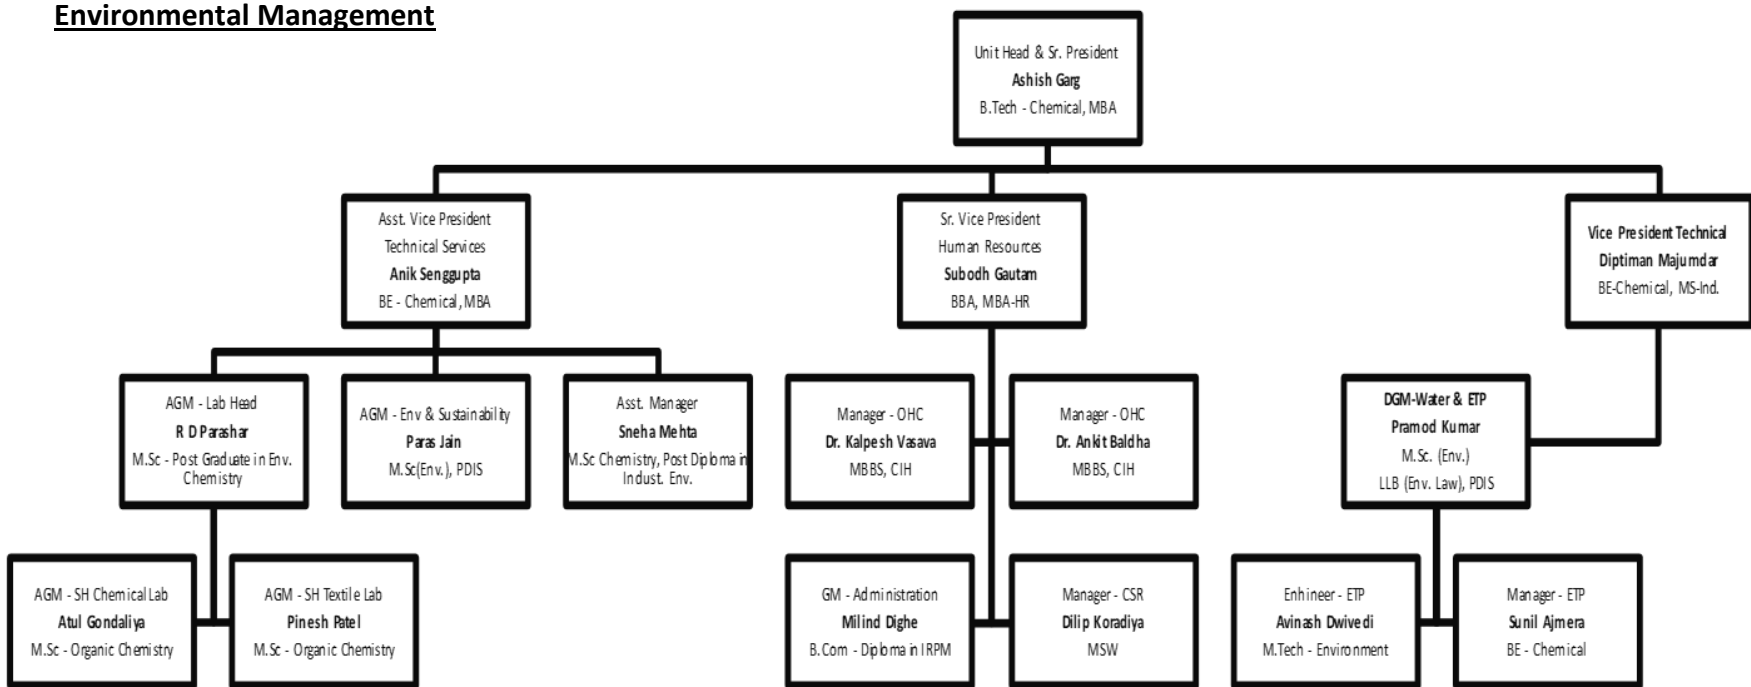 Environmental Management
Unit Head & Sr. President
Ashish Garg
B.Tech - Chemical, MBA
Asst. Vice President
Technical Services
Anik Senggupta
BE - Chemical, MBA
Sr. Vice President
Human Resources
Subodh Gautam
BBA, MBA-HR
Vice President Technical
Diptiman Majumdar
BE-Chemical, MS-Ind.
AGM - Lab Head
R D Parashar
M.Sc - Post Graduate in Env.
Chemistry
AGM - Env & Sustainability
Paras Jain
M.Sc(Env.), PDIS
Asst. Manager
Sneha Mehta
M.Sc Chemistry, Post Diploma in
Indust. Env.
Manager - OHC
Dr. Kalpesh Vasava
MBBS, CIH
Manager - OHC
Dr. Ankit Baldha
MBBS, CIH
DGM-Water & ETP
Pramod Kumar
M.Sc. (Env.)
LLB (Env. Law), PDIS
AGM - SH Chemical Lab
Atul Gondaliya
M.Sc - Organic Chemistry
AGM - SH Textile Lab
Pinesh Patel
M.Sc - Organic Chemistry
GM - Administration
Milind Dighe
B.Com - Diploma in IRPM
Manager - CSR
Dilip Koradiya
MSW
Enhineer - ETP
Avinash Dwivedi
M.Tech - Environment
Manager - ETP
Sunil Ajmera
BE - Chemical